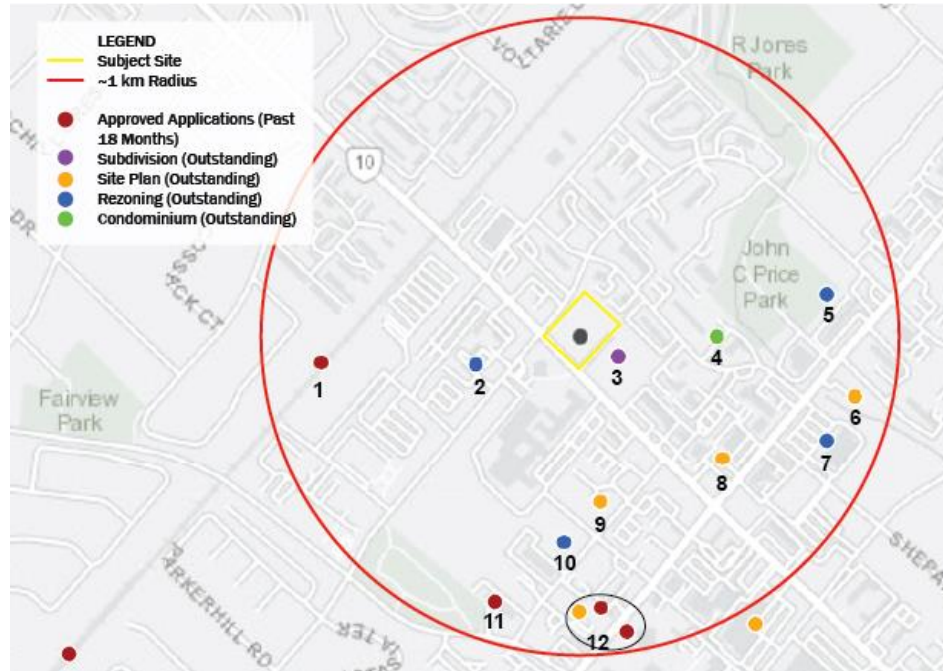 LEGEND
Subject Site
~1 km Radius
Approved Applications (Past
18 Months)
Subdivision (Outstanding)
Site Plan (Outstanding)
Rezoning (Outstanding)
Condominium (Outstanding)
R Jones
Park
10
John
C Price
Park
5
1
2
3
4
Fairview
Park
6
7
8
9
10
PARKERHILL RD
11
12